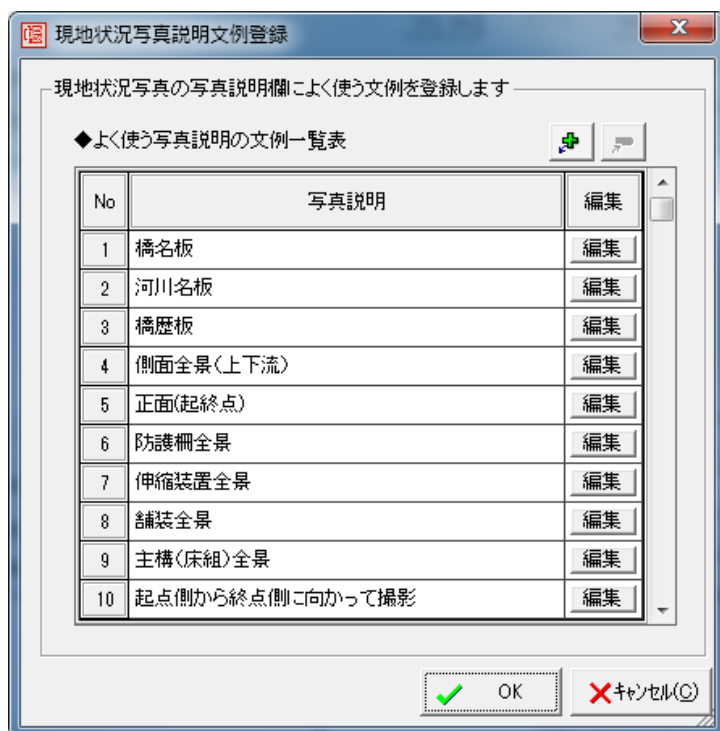 現地状況写真説明文例登録
現地状況写真の写真説明欄によく使う文例を登録します
◆よく使う写真説明の文例一覧表
No 写真説明 編集
1 橋名板 編集
2 河川名板 編集
3 橋歴板 編集
4 側面全景(上下流) 編集
5 正面(起終点) 編集
6 防護柵全景 編集
7 伸縮装置全景 編集
8 舗装全景 編集
9 主構(床組)全景 編集
10 起点側から終点側に向かって撮影 編集
OK キャンセル(C)